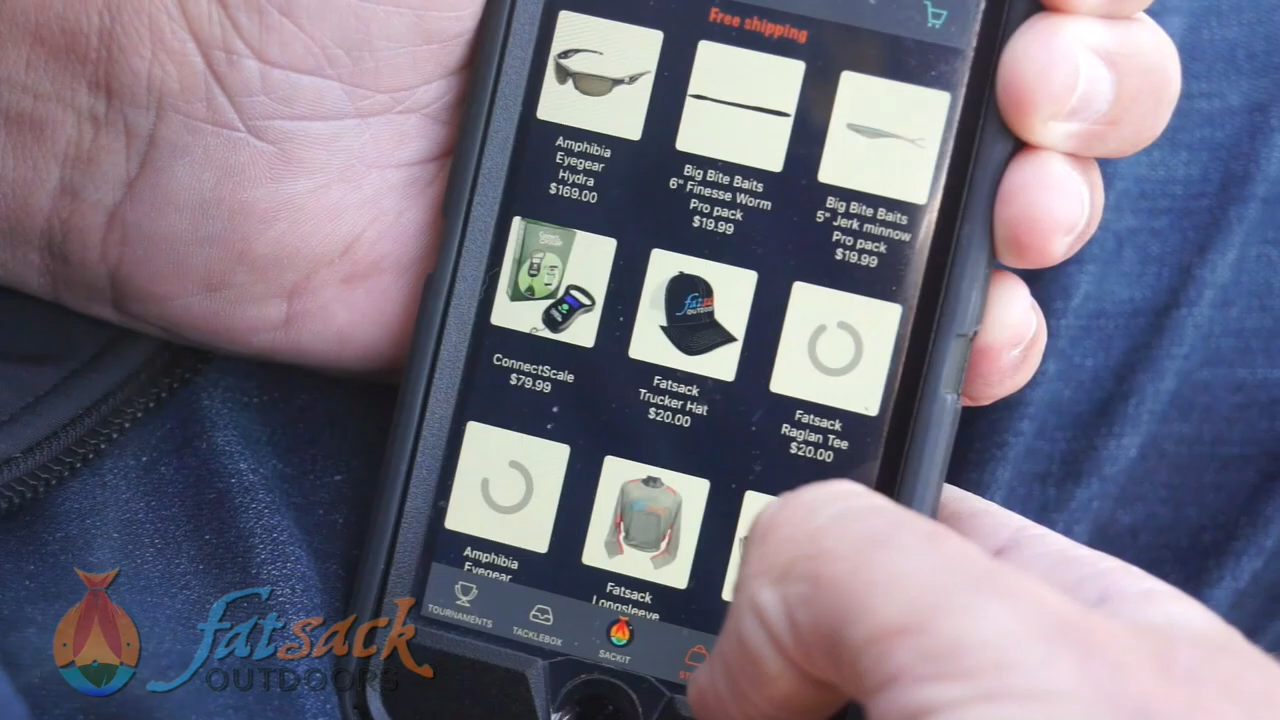 Free shipping
Amphibia
Eyegear
Hydra
$169.00
Big Bite Baits
6" Finesse Worm
Pro pack
$19.99
Big Bite Baits
5" Jerk minnow
Pro pack
$19.99
ConnectScale
$79.99
fatsack
OUTDOORS
Fatsack
Trucker Hat
$20.00
Fatsack
Raglan Tee
$20.00
Amphibia
Eyegear
Fatsack
Longsleeve
TOURNAMENTS
TACKLEBOX
SACKIT
fatsack
OUTDOORS